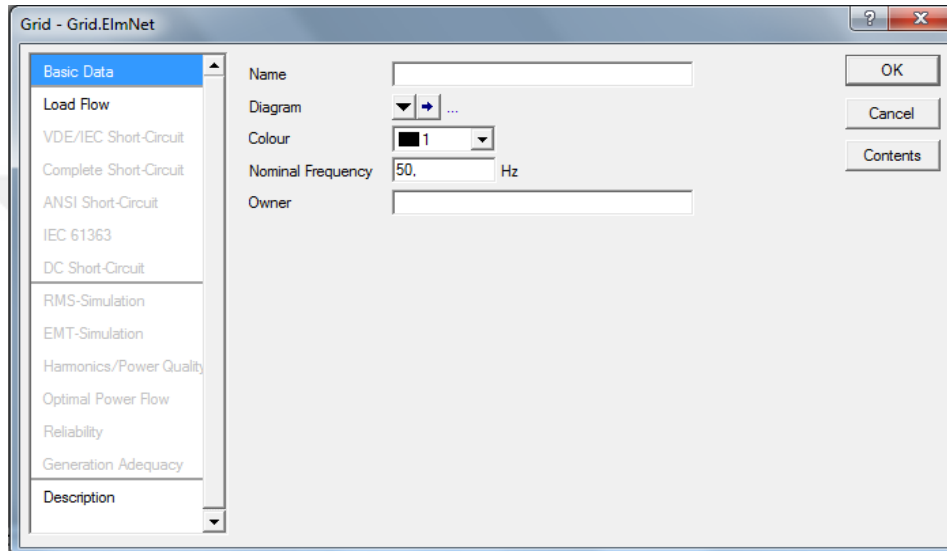 Grid - Grid.ElmNet
Basic Data
Load Flow
VDE/IEC Short-Circuit
Complete Short-Circuit
ANSI Short-Circuit
IEC 61363
DC Short-Circuit
RMS-Simulation
EMT-Simulation
Harmonics/Power Quality
Optimal Power Flow
Reliability
Generation Adequacy
Description
Name
Diagram ...
Colour 1
Nominal Frequency 50, Hz
Owner
OK
Cancel
Contents